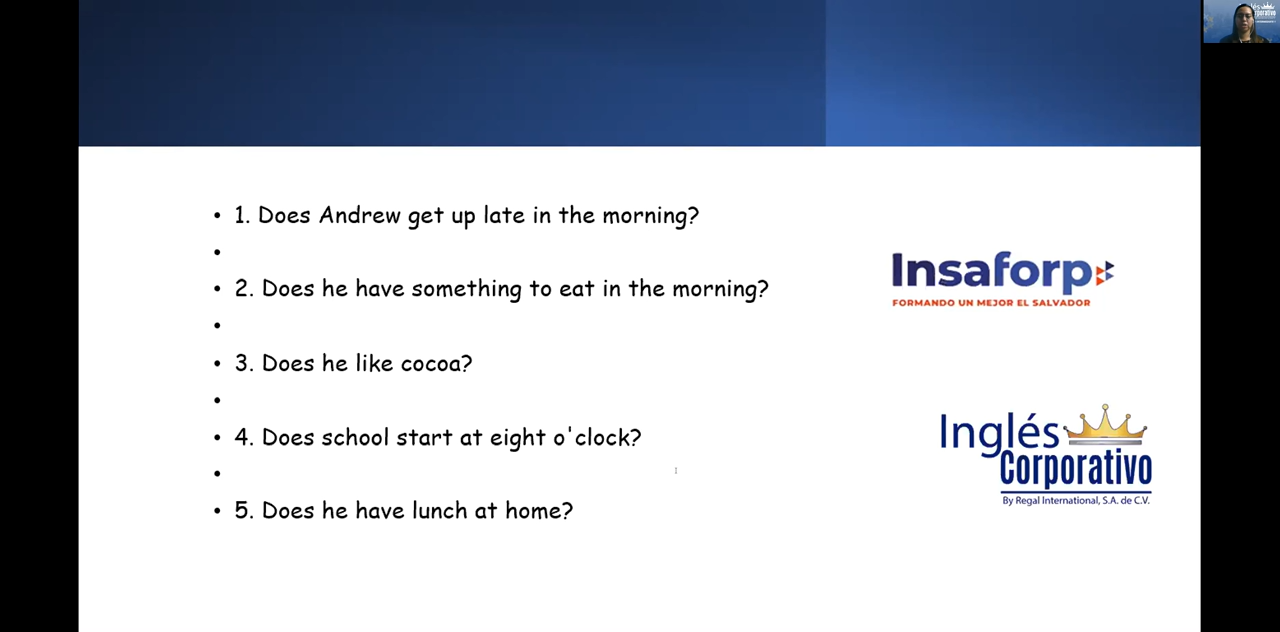 • 1. Does Andrew get up late in the morning?
•
• 2. Does he have something to eat in the morning?
•
• 3. Does he like cocoa?
•
• 4. Does school start at eight o'clock?
•
• 5. Does he have lunch at home?
Insaforp
FORMANDO UN MEJOR EL SALVADOR
Inglés
Corporativo
By Regal International, S.A. de C.V.